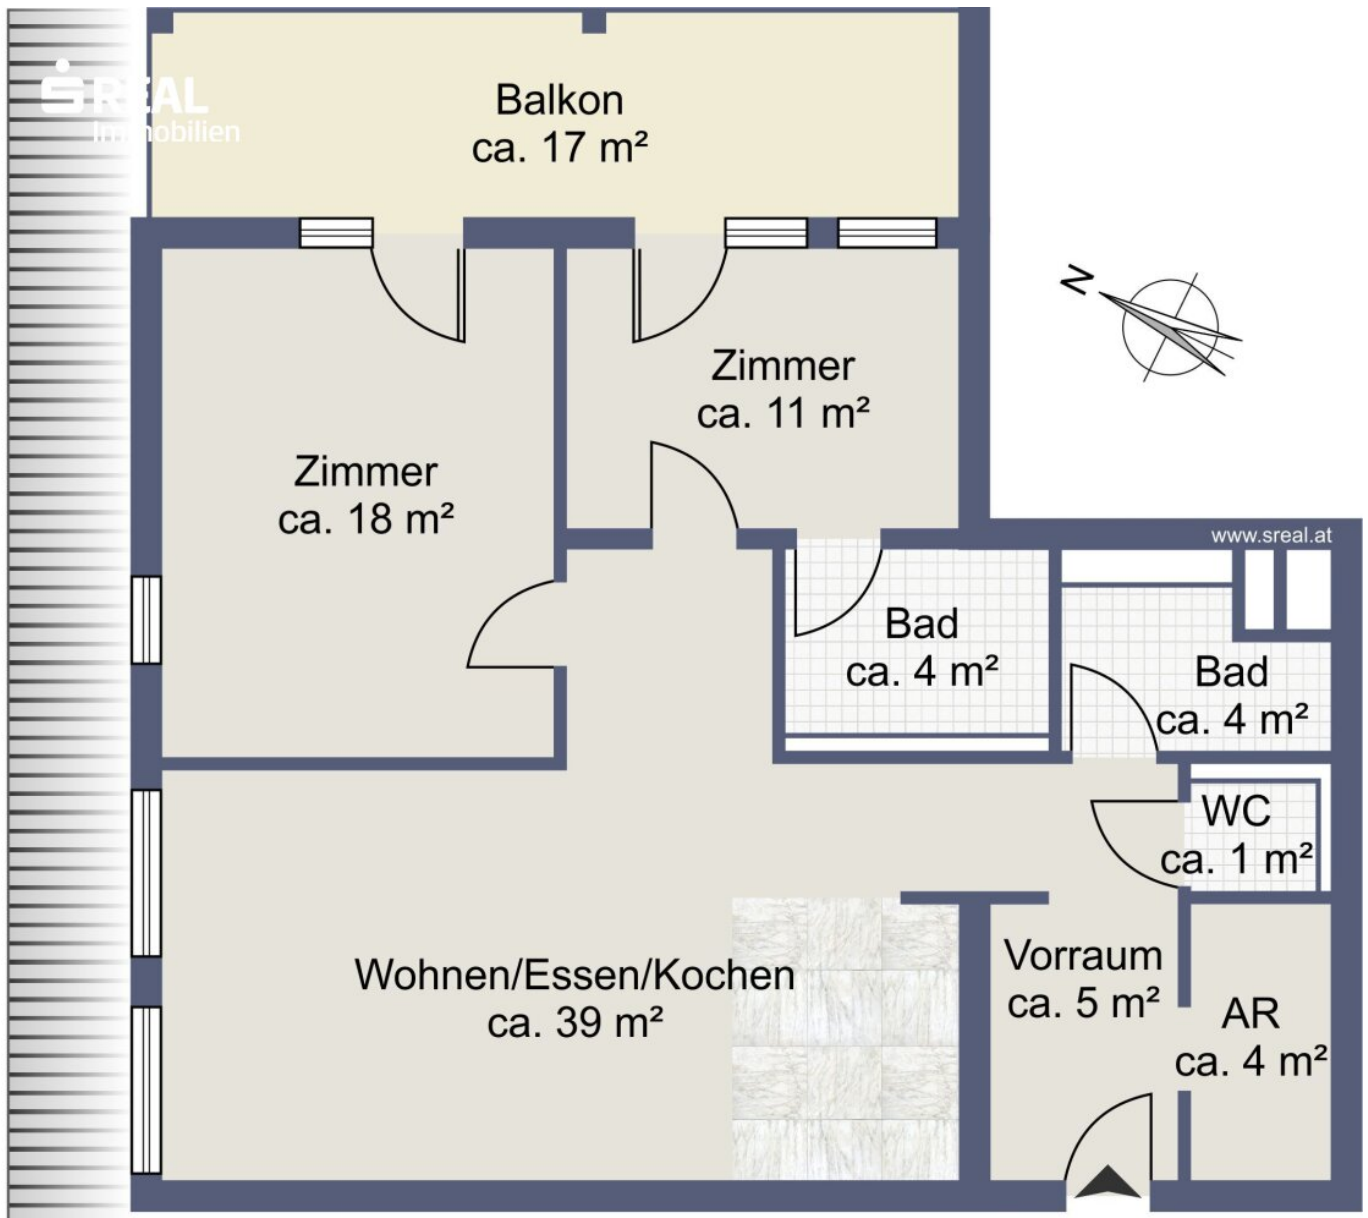 S REAL
Immobilien
Balkon
ca. 17 m²
N
Zimmer
ca. 11 m²
Zimmer
ca. 18 m²
www.sreal.at
Bad
ca. 4 m²
Bad
ca. 4 m²
WC
ca. 1 m²
Wohnen/Essen/Kochen
ca. 39 m²
Vorraum
ca. 5 m²
AR
ca. 4 m²